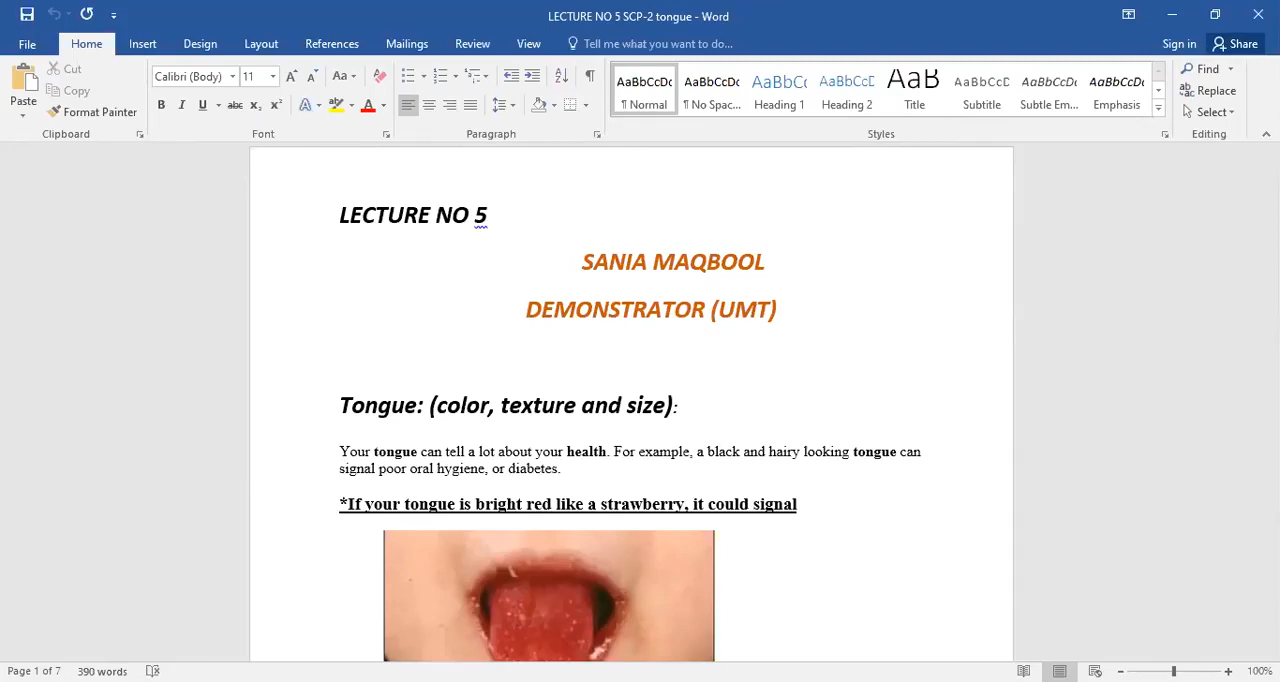 LECTURE NO 5 SCP-2 tongue - Word
File Home Insert Design Layout References Mailings Review View Tell me what you want to do... Sign in Share
Paste
Cut
Copy
Format Painter
Clipboard
Calibri (Body) 11
Font
Paragraph
AaBbCcDc AaBbCcDc AaBbCc AaBbCcD AaB AaBbCcD AaBbCcDc AaBbCcDc
¶ Normal ¶ No Spac... Heading 1 Heading 2 Title Subtitle Subtle Em... Emphasis
Styles
Find
Replace
Select
Editing
LECTURE NO 5
SANIA MAQBOOL
DEMONSTRATOR (UMT)
Tongue: (color, texture and size):
Your tongue can tell a lot about your health. For example, a black and hairy looking tongue can
signal poor oral hygiene, or diabetes.
*If your tongue is bright red like a strawberry, it could signal
Page 1 of 7 390 words 100%